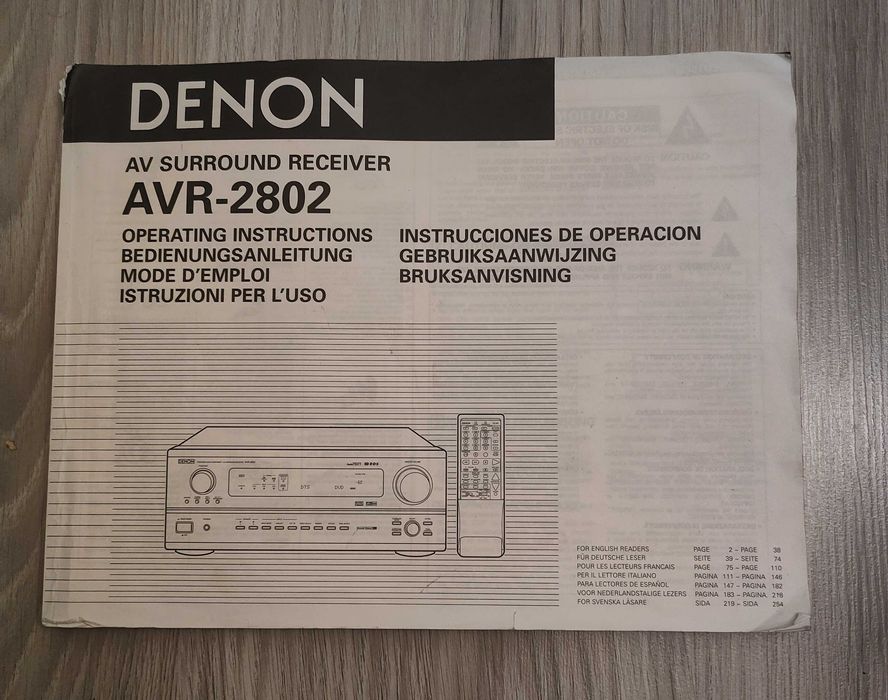 DENON
AV SURROUND RECEIVER
AVR-2802
OPERATING INSTRUCTIONS
BEDIENUNGSANLEITUNG
MODE D'EMPLOI
ISTRUZIONI PER L'USO
INSTRUCCIONES DE OPERACION
GEBRUIKSAANWIJZING
BRUKSANVISNING
DENON
DTS DVD
FOR ENGLISH READERS PAGE 2 ~ PAGE 38
FÜR DEUTSCHE LESER SEITE 39 ~ SEITE 74
POUR LES LECTEURS FRANCAIS PAGE 75 ~ PAGE 110
PER IL LETTORE ITALIANO PAGINA 111 ~ PAGINA 146
PARA LECTORES DE ESPAÑOL PAGINA 147 ~ PAGINA 182
VOOR NEDERLANDSTALIGE LEZERS PAGINA 183 ~ PAGINA 218
FOR SVENSKA LÄSARE SIDA 219 ~ SIDA 254